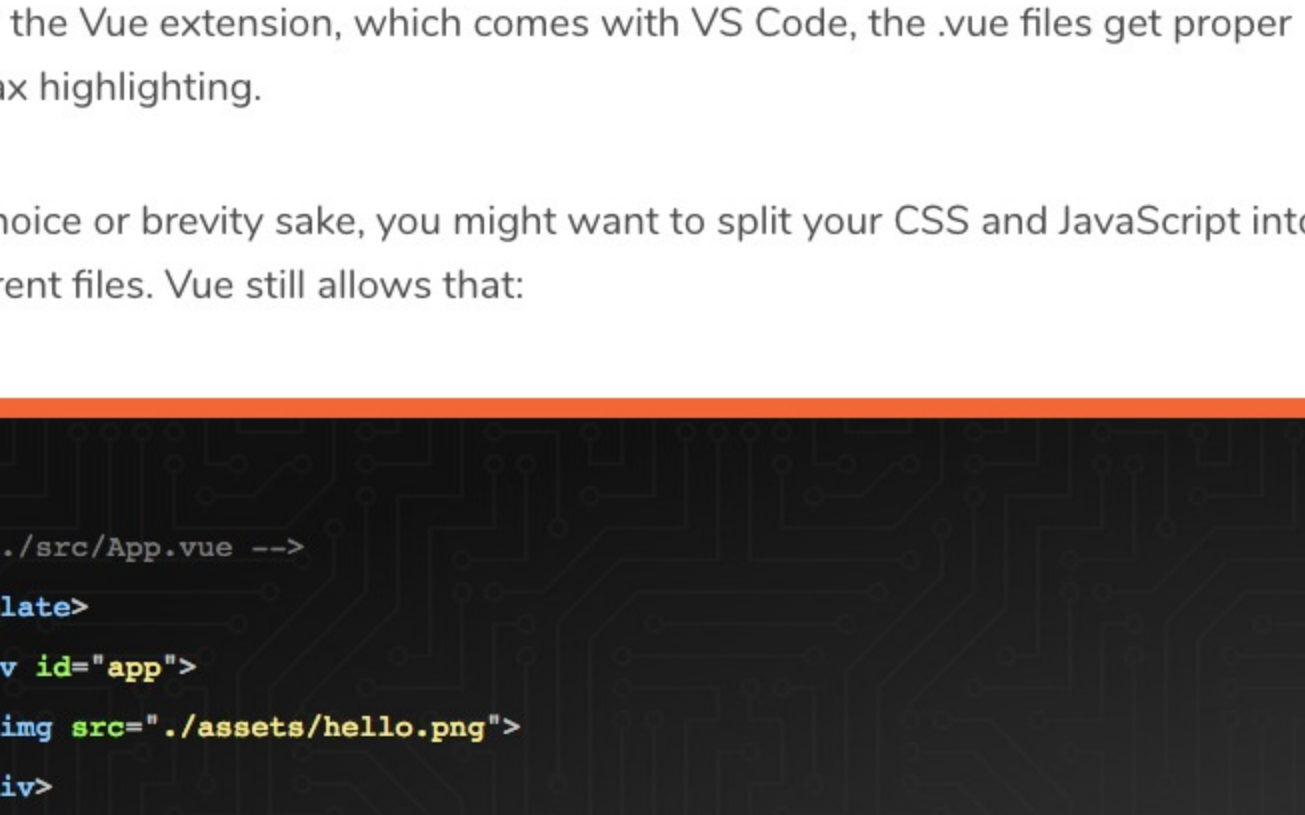 the Vue extension, which comes with VS Code, the .vue files get proper
ax highlighting.
hoice or brevity sake, you might want to split your CSS and JavaScript into
rent files. Vue still allows that:
./src/App.vue -->
late>
v id="app">
img src="./assets/hello.png">
iv>